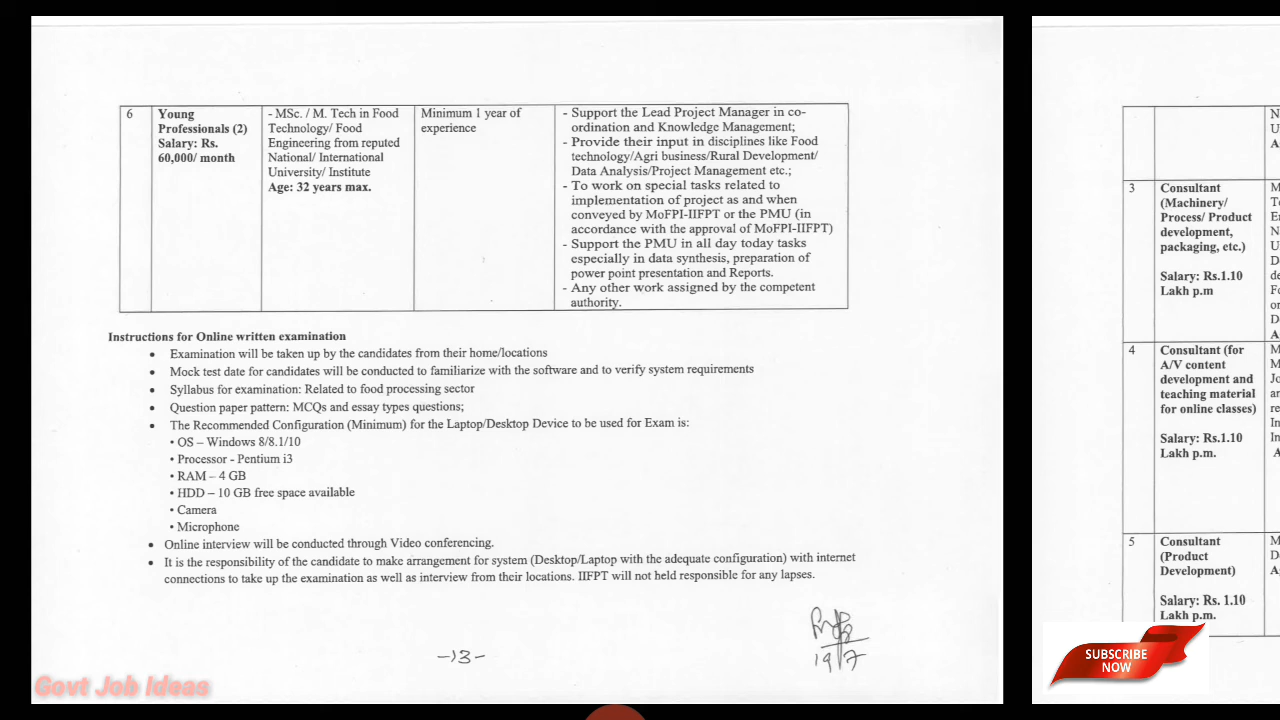 6
Young
Professionals (2)
Salary: Rs.
60,000/ month
- MSc. / M. Tech in Food
Technology/ Food
Engineering from reputed
National/ International
University/ Institute
Age: 32 years max.
Minimum 1 year of
experience
- Support the Lead Project Manager in co-
ordination and Knowledge Management;
- Provide their input in disciplines like Food
technology/Agri business/Rural Development/
Data Analysis/Project Management etc.;
- To work on special tasks related to
implementation of project as and when
conveyed by MoFPI-IIFPT or the PMU (in
accordance with the approval of MoFPI-IIFPT)
- Support the PMU in all day today tasks
especially in data synthesis, preparation of
power point presentation and Reports.
- Any other work assigned by the competent
authority.
Instructions for Online written examination
• Examination will be taken up by the candidates from their home/locations
• Mock test date for candidates will be conducted to familiarize with the software and to verify system requirements
• Syllabus for examination: Related to food processing sector
• Question paper pattern: MCQs and essay types questions;
• The Recommended Configuration (Minimum) for the Laptop/Desktop Device to be used for Exam is:
• OS – Windows 8/8.1/10
• Processor - Pentium i3
• RAM – 4 GB
• HDD – 10 GB free space available
• Camera
• Microphone
• Online interview will be conducted through Video conferencing.
• It is the responsibility of the candidate to make arrangement for system (Desktop/Laptop with the adequate configuration) with internet
connections to take up the examination as well as interview from their locations. IIFPT will not held responsible for any lapses.
-13-
19/7
Govt Job Ideas
3
Consultant
(Machinery/
Process/ Product
development,
packaging, etc.)
Salary: Rs.1.10
Lakh p.m
4
Consultant (for
A/V content
development and
teaching material
for online classes)
Salary: Rs.1.10
Lakh p.m.
5
Consultant
(Product
Development)
Salary: Rs. 1.10
Lakh p.m.
SUBSCRIBE
NOW